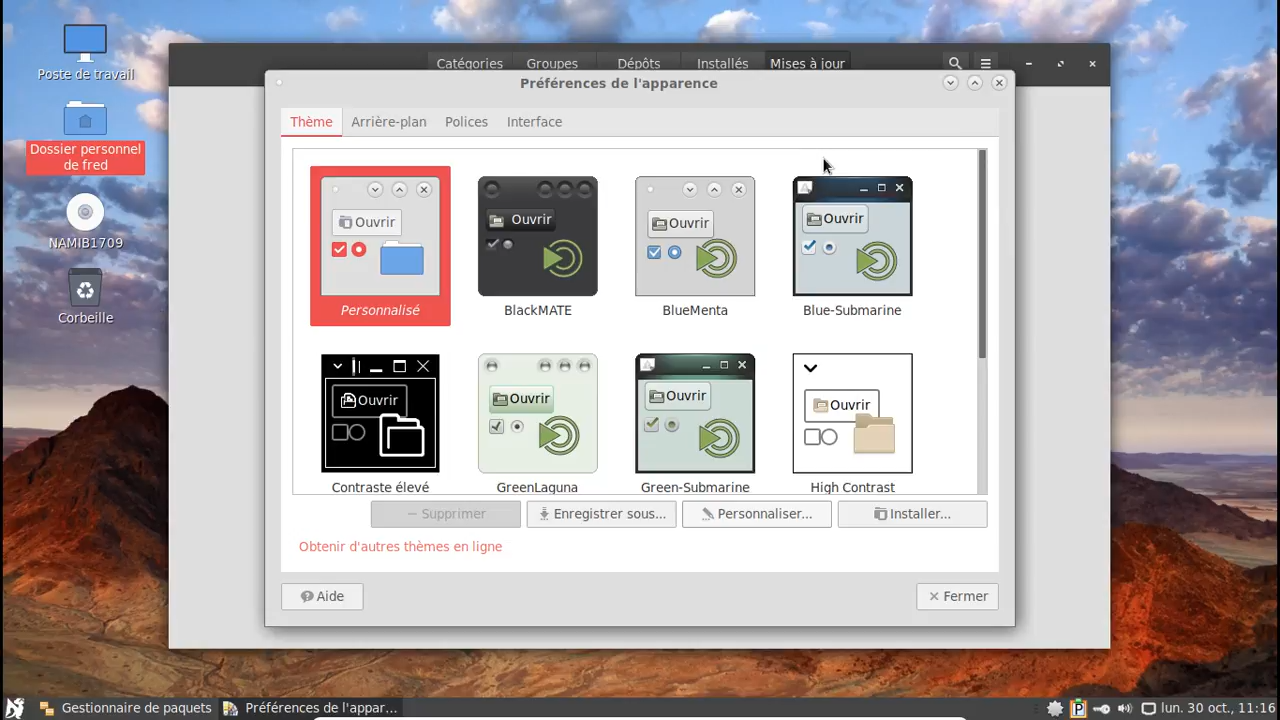 Poste de travail
Dossier personnel
de fred
NAMIB1709
Corbeille
Catégories
Groupes
Dépôts
Installés
Mises à jour
Préférences de l'apparence
Thème
Arrière-plan
Polices
Interface
Ouvrir
Ouvrir
Ouvrir
Ouvrir
Personnalisé
BlackMATE
BlueMenta
Blue-Submarine
Ouvrir
Ouvrir
Ouvrir
Ouvrir
Contraste élevé
GreenLaguna
Green-Submarine
High Contrast
Supprimer
Enregistrer sous...
Personnaliser...
Installer...
Obtenir d'autres thèmes en ligne
Aide
Fermer
Gestionnaire de paquets
Préférences de l'appar...
P
lun. 30 oct., 11:16